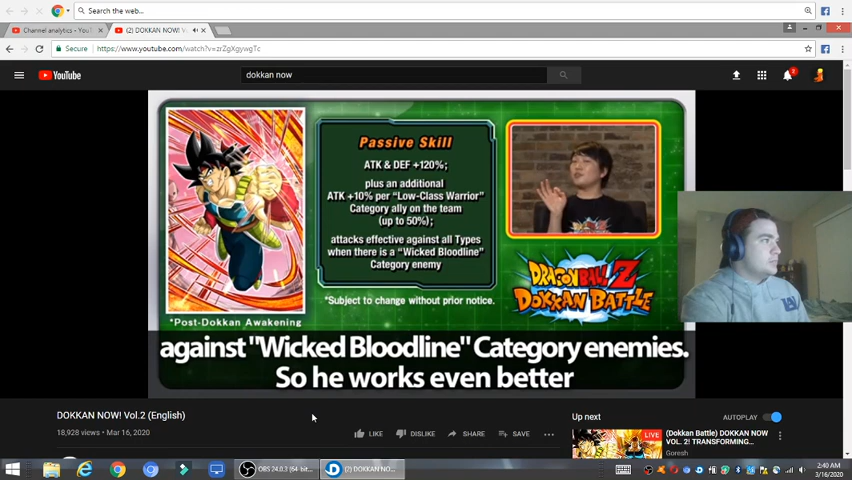 Search the web...
Channel analytics - YouT
(2) DOKKAN NOW! V
Secure
https://www.youtube.com/watch?v=zrZgXgywgTc
YouTube
dokkan now
2
Passive Skill
ATK & DEF +120%;
plus an additional
ATK +10% per "Low-Class Warrior"
Category ally on the team
(up to 50%);
attacks effective against all Types
when there is a "Wicked Bloodline"
Category enemy
*Subject to change without prior notice.
*Post-Dokkan Awakening
DRAGON BALL Z
DOKKAN BATTLE
against "Wicked Bloodline" Category enemies.
So he works even better
DOKKAN NOW! Vol.2 (English)
18,928 views • Mar 16, 2020
LIKE
DISLIKE
SHARE
SAVE
Up next
AUTOPLAY
LIVE
(Dokkan Battle) DOKKAN NOW
VOL. 2! TRANSFORMING...
Goresh
OBS 24.0.3 (64-bit...
(2) DOKKAN NO...
2:40 AM
3/16/2020